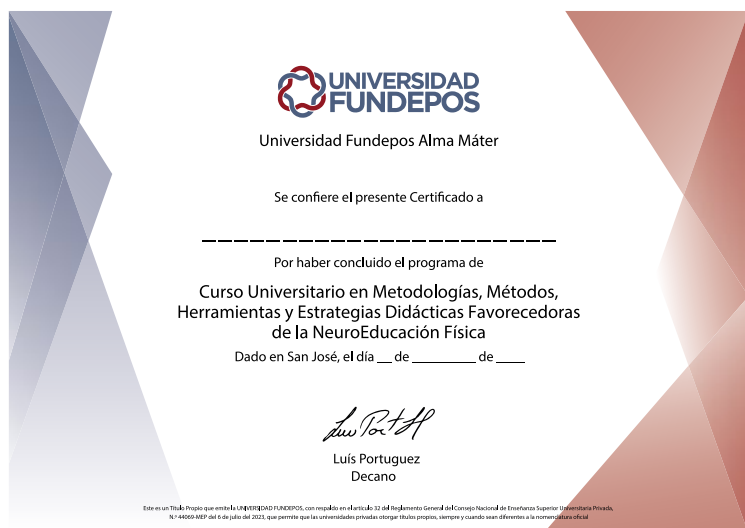 UNIVERSIDAD
FUNDEPOS
Universidad Fundepos Alma Máter
Se confiere el presente Certificado a
_______________________
Por haber concluido el programa de
Curso Universitario en Metodologías, Métodos,
Herramientas y Estrategias Didácticas Favorecedoras
de la NeuroEducación Física
Dado en San José, el día __ de _________ de ____
Luís Portuguez
Decano
Este es un Título Propio que emite la UNIVERSIDAD FUNDEPOS, con respaldo en el artículo 32 del Reglamento General del Consejo Nacional de Enseñanza Superior Universitaria Privada,
N.º 44069-MEP del 6 de julio del 2023, que permite que las universidades privadas otorgar títulos propios, siempre y cuando sean diferentes a la nomenclatura oficial